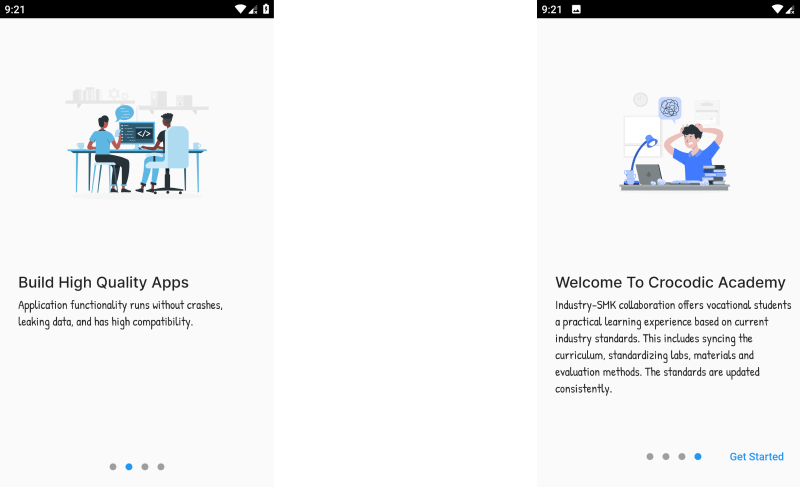 9:21
</>
Build High Quality Apps
Application functionality runs without crashes,
leaking data, and has high compatibility.
9:21
Welcome To Crocodic Academy
Industry-SMK collaboration offers vocational students
a practical learning experience based on current
industry standards. This includes syncing the
curriculum, standardizing labs, materials and
evaluation methods. The standards are updated
consistently.
Get Started